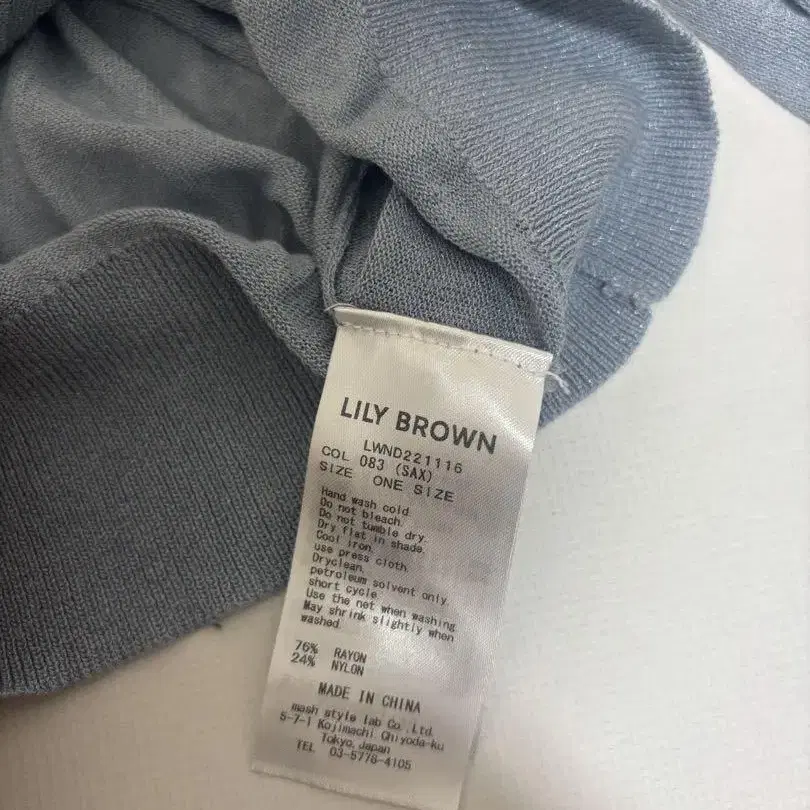 LILY BROWN
LWND221116
COL 083 (SAX)
SIZE ONE SIZE
Hand wash cold.
Do not bleach.
Do not tumble dry.
Dry flat in shade.
Cool iron.
use press cloth.
Dryclean.
petroleum solvent only.
short cycle.
Use the net when washing
May shrink slightly when
washed.
76% RAYON
24% NYLON
MADE IN CHINA
mash style lab Co., Ltd.
5-7-1 Kojimachi Chiyoda-ku
Tokyo, Japan
TEL 03-5778-4105